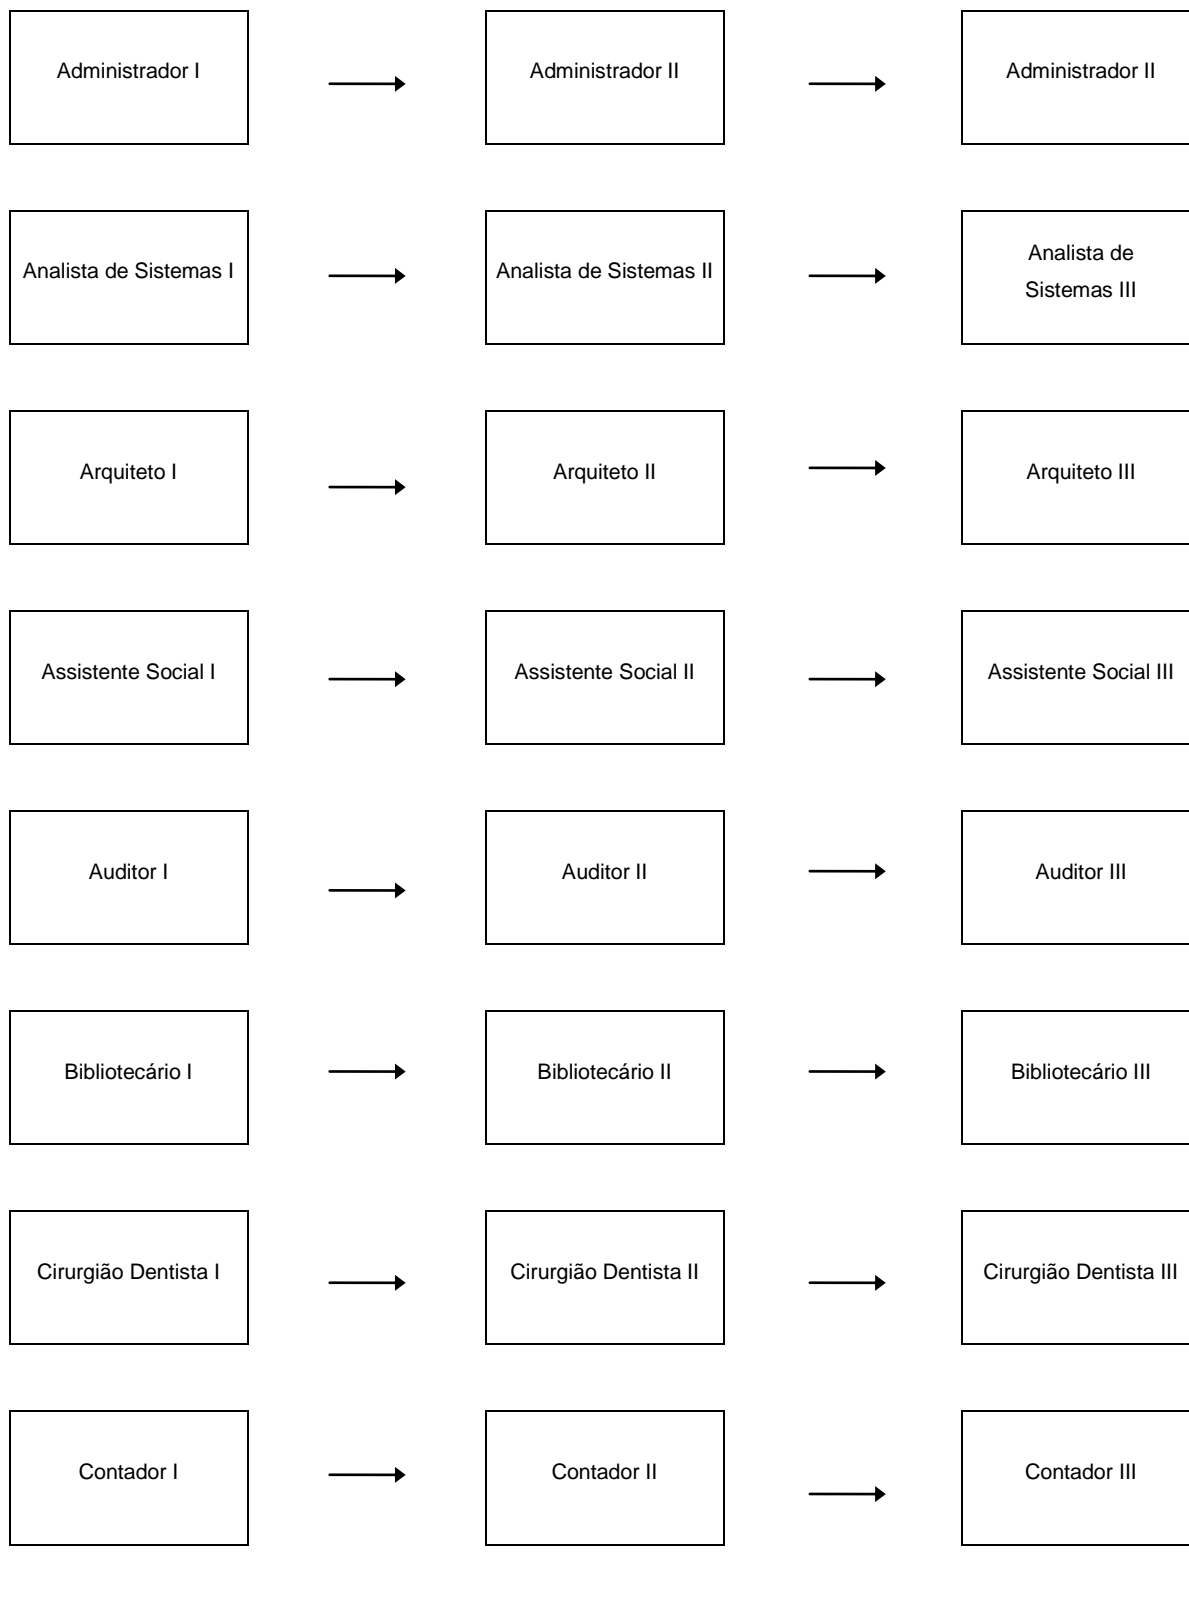 Administrador I
Administrador II
Administrador II
Analista de Sistemas I
Analista de Sistemas II
Analista de
Sistemas III
Arquiteto I
Arquiteto II
Arquiteto III
Assistente Social I
Assistente Social II
Assistente Social III
Auditor I
Auditor II
Auditor III
Bibliotecário I
Bibliotecário II
Bibliotecário III
Cirurgião Dentista I
Cirurgião Dentista II
Cirurgião Dentista III
Contador I
Contador II
Contador III